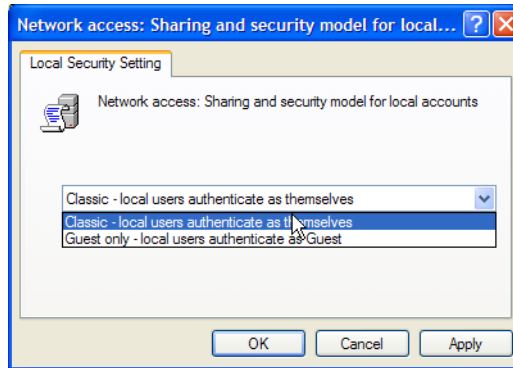 Network access: Sharing and security model for local...
Local Security Setting
Network access: Sharing and security model for local accounts
Classic - local users authenticate as themselves
Classic - local users authenticate as themselves
Guest only - local users authenticate as Guest
OK Cancel Apply